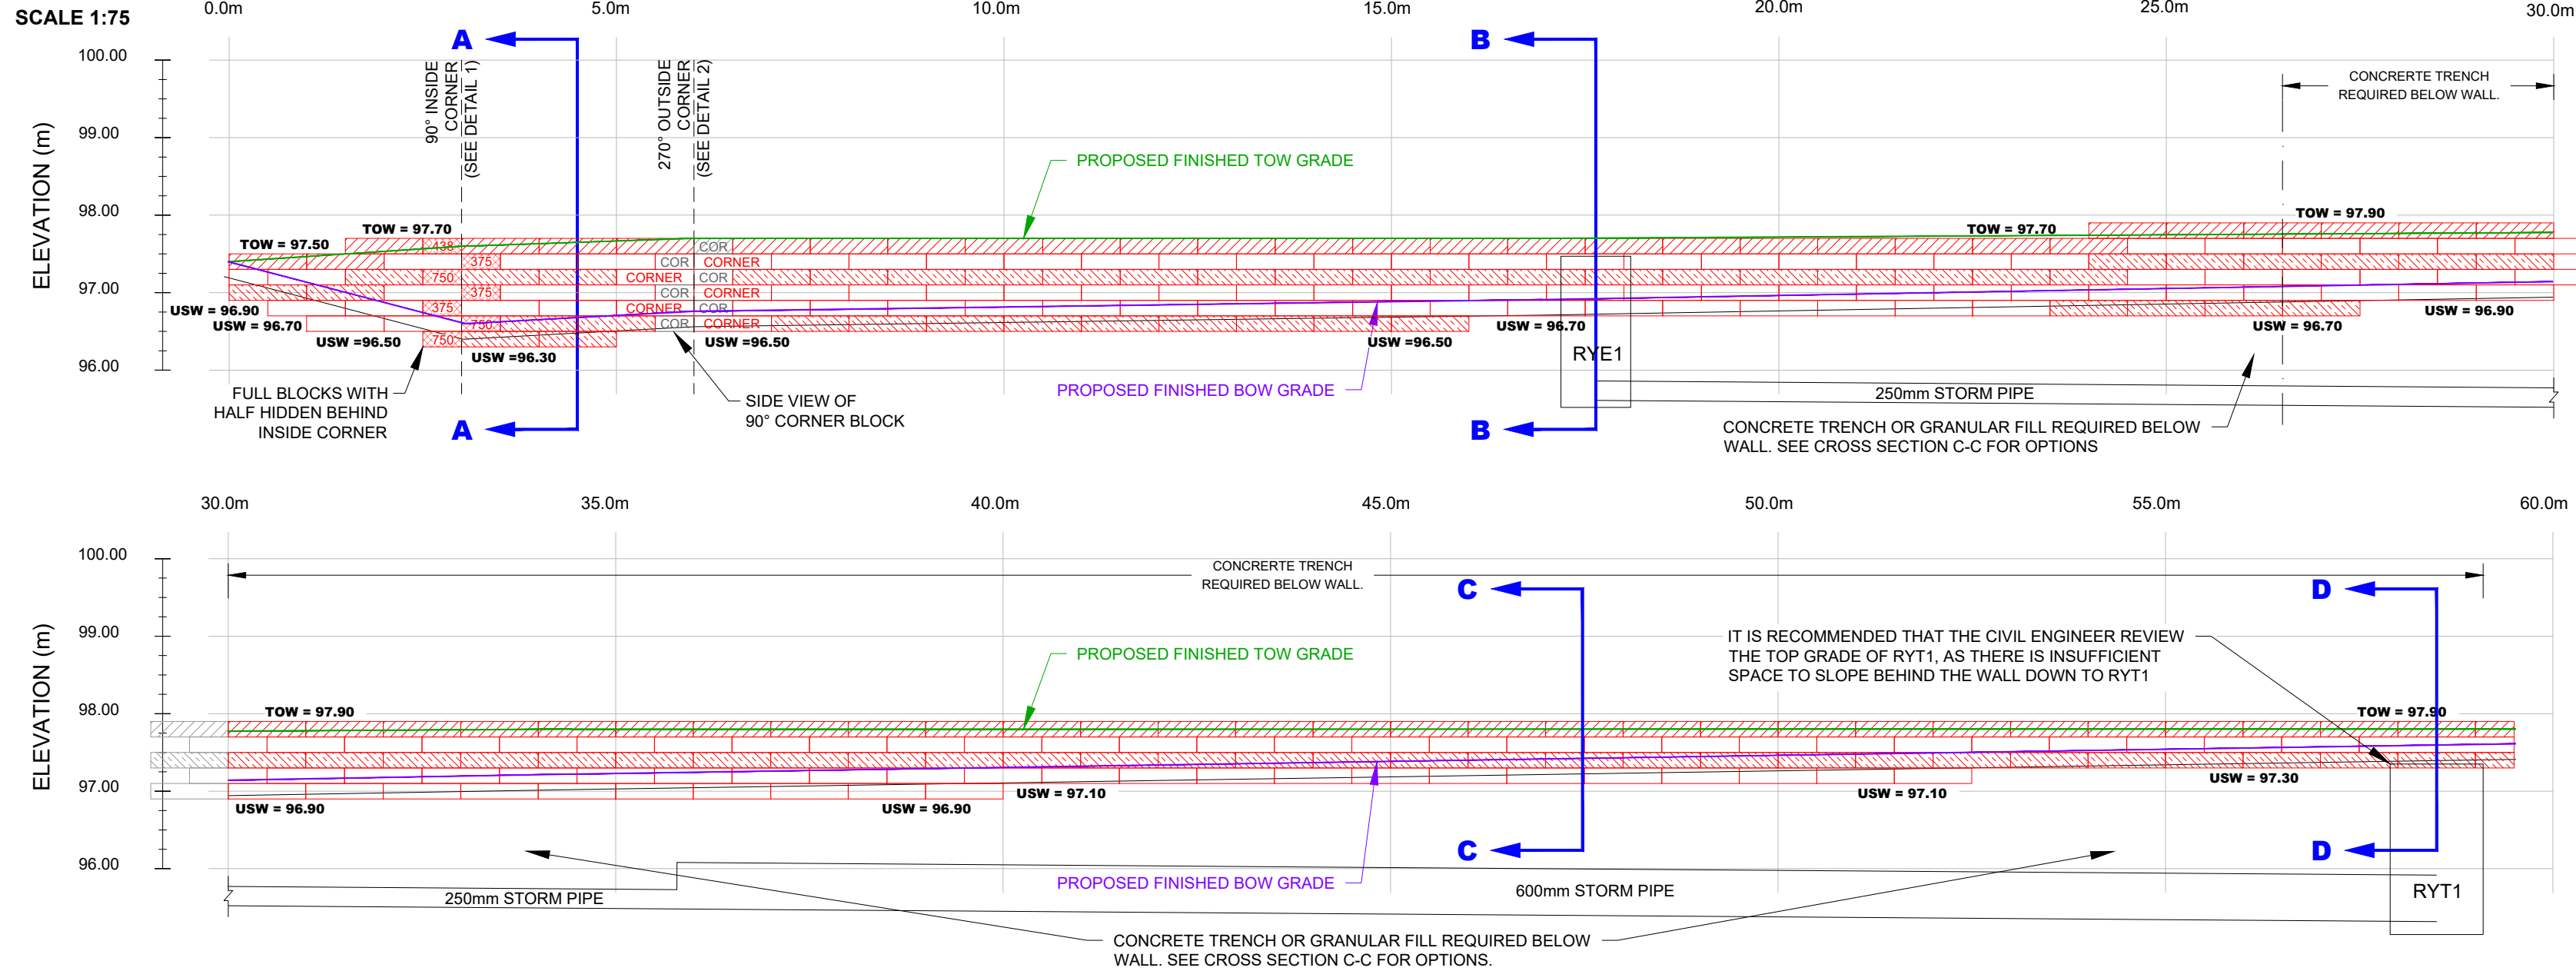 SCALE 1:75
0.0m 5.0m 10.0m 15.0m 20.0m 25.0m 30.0m
ELEVATION (m)
100.00
99.00
98.00
97.00
96.00
A
B
90° INSIDE
CORNER
(SEE DETAIL 1)
270° OUTSIDE
CORNER
(SEE DETAIL 2)
CONCRERTE TRENCH
REQUIRED BELOW WALL.
PROPOSED FINISHED TOW GRADE
TOW = 97.50
TOW = 97.70
TOW = 97.70
TOW = 97.90
438 COR
375 COR CORNER
750 CORNER COR
375 COR CORNER
375 CORNER COR
750 COR CORNER
750
USW = 96.90
USW = 96.70
USW =96.50
USW =96.30
USW =96.50
USW =96.50
USW = 96.70
USW = 96.70
USW = 96.90
RYE1
FULL BLOCKS WITH
HALF HIDDEN BEHIND
INSIDE CORNER
SIDE VIEW OF
90° CORNER BLOCK
PROPOSED FINISHED BOW GRADE
250mm STORM PIPE
CONCRETE TRENCH OR GRANULAR FILL REQUIRED BELOW
WALL. SEE CROSS SECTION C-C FOR OPTIONS
A
B
30.0m 35.0m 40.0m 45.0m 50.0m 55.0m 60.0m
ELEVATION (m)
100.00
99.00
98.00
97.00
96.00
CONCRERTE TRENCH
REQUIRED BELOW WALL.
C
D
PROPOSED FINISHED TOW GRADE
IT IS RECOMMENDED THAT THE CIVIL ENGINEER REVIEW
THE TOP GRADE OF RYT1, AS THERE IS INSUFFICIENT
SPACE TO SLOPE BEHIND THE WALL DOWN TO RYT1
TOW = 97.90
TOW = 97.90
USW = 96.90
USW = 96.90
USW = 97.10
USW = 97.10
USW = 97.30
C
D
PROPOSED FINISHED BOW GRADE
250mm STORM PIPE
600mm STORM PIPE
RYT1
CONCRETE TRENCH OR GRANULAR FILL REQUIRED BELOW
WALL. SEE CROSS SECTION C-C FOR OPTIONS.